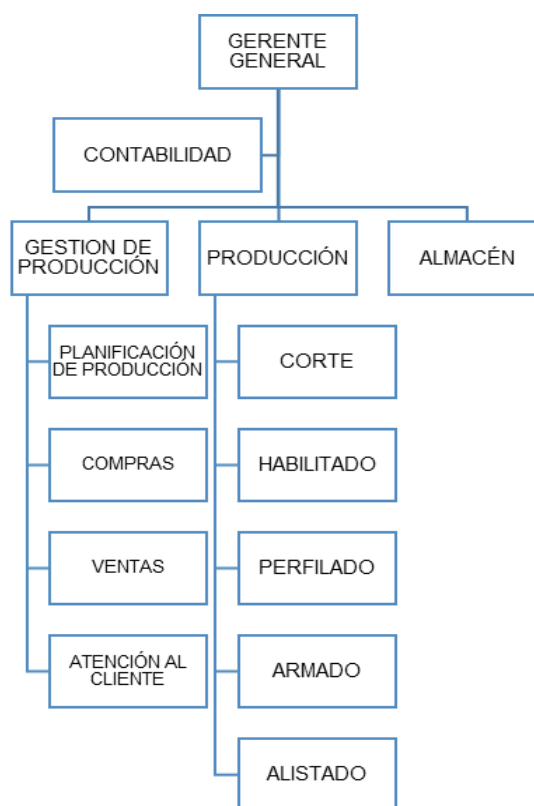 GERENTE
GENERAL
CONTABILIDAD
GESTION DE
PRODUCCIÓN
PRODUCCIÓN
ALMACÉN
PLANIFICACIÓN
DE PRODUCCIÓN
COMPRAS
VENTAS
ATENCIÓN AL
CLIENTE
CORTE
HABILITADO
PERFILADO
ARMADO
ALISTADO